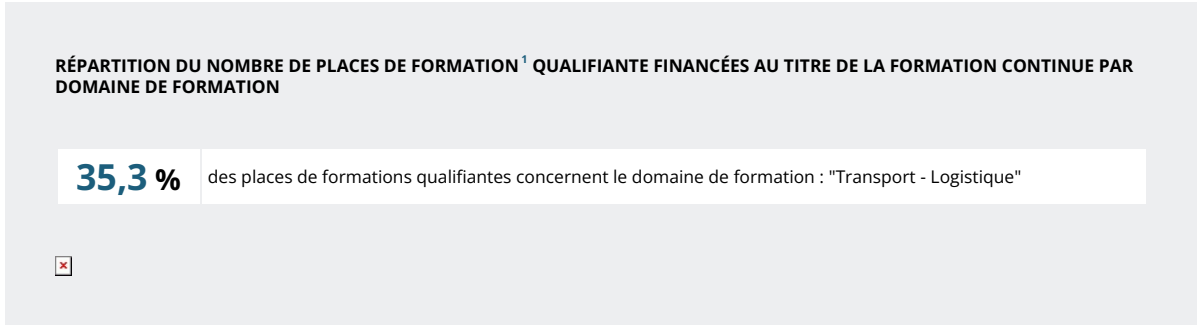 RÉPARTITION DU NOMBRE DE PLACES DE FORMATION 1 QUALIFIANTE FINANCÉES AU TITRE DE LA FORMATION CONTINUE PAR
DOMAINE DE FORMATION
35,3 % des places de formations qualifiantes concernent le domaine de formation : "Transport - Logistique"